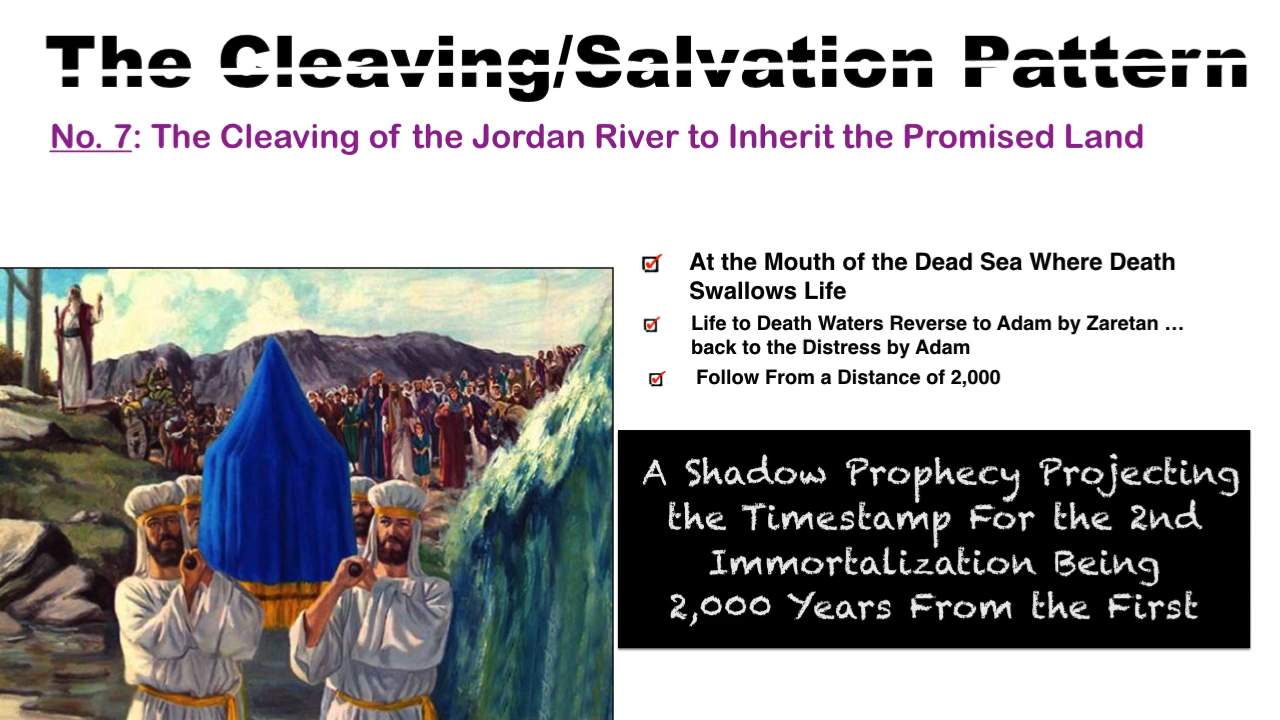 The Cleaving/Salvation Pattern
No. 7: The Cleaving of the Jordan River to Inherit the Promised Land
At the Mouth of the Dead Sea Where Death
Swallows Life
Life to Death Waters Reverse to Adam by Zaretan …
back to the Distress by Adam
Follow From a Distance of 2,000
A Shadow Prophecy Projecting
the Timestamp For the 2nd
Immortalization Being
2,000 Years From the First